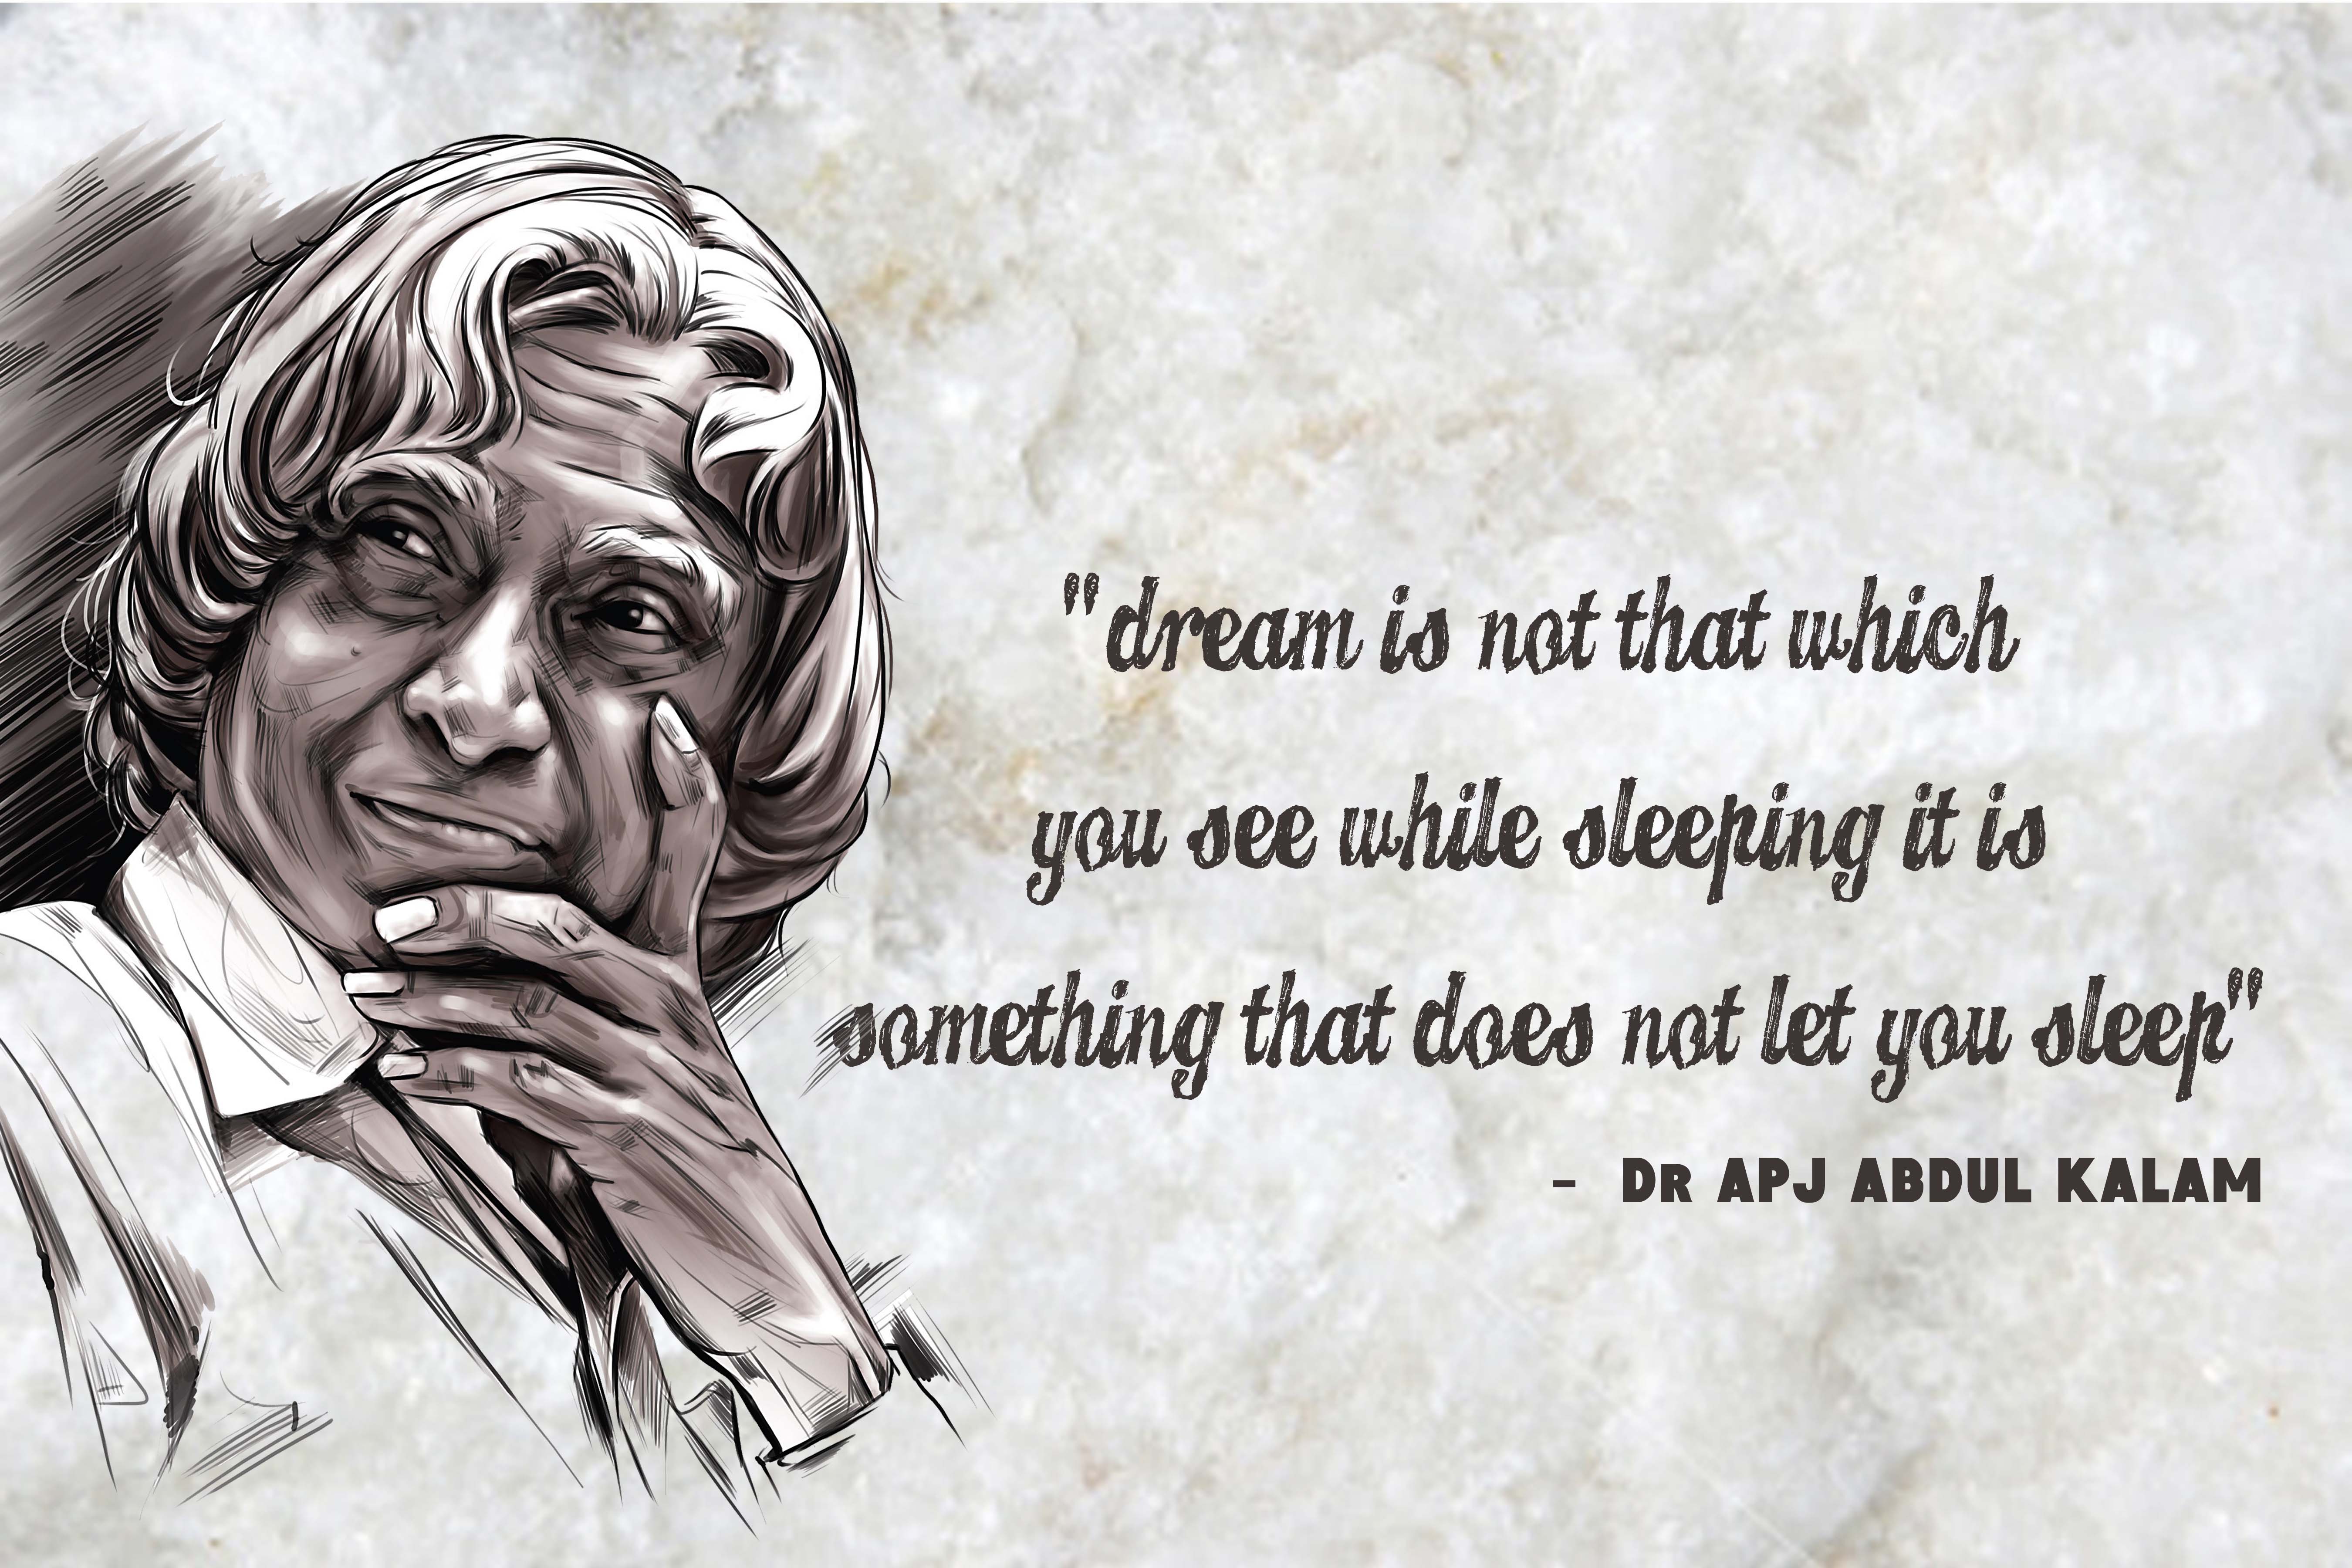 "dream is not that which
you see while sleeping it is
something that does not let you sleep"
- Dr APJ ABDUL KALAM